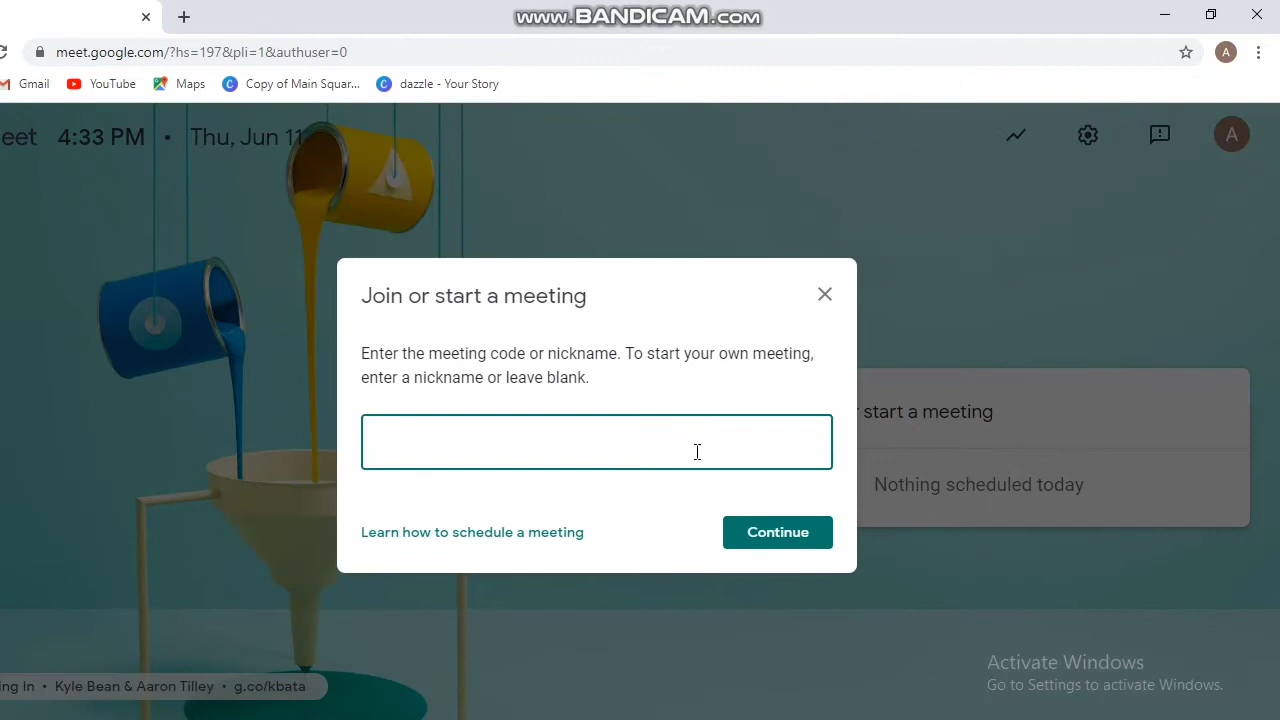 www.BANDICAM.com
meet.google.com/?hs=197&pli=1&authuser=0
A
Gmail
YouTube
Maps
C
Copy of Main Squar...
C
dazzle - Your Story
eet 4:33 PM • Thu, Jun 11
A
Join or start a meeting
Enter the meeting code or nickname. To start your own meeting,
enter a nickname or leave blank.
r start a meeting
Nothing scheduled today
Learn how to schedule a meeting
Continue
Activate Windows
Go to Settings to activate Windows.
ng In • Kyle Bean & Aaron Tilley • g.co/kbata